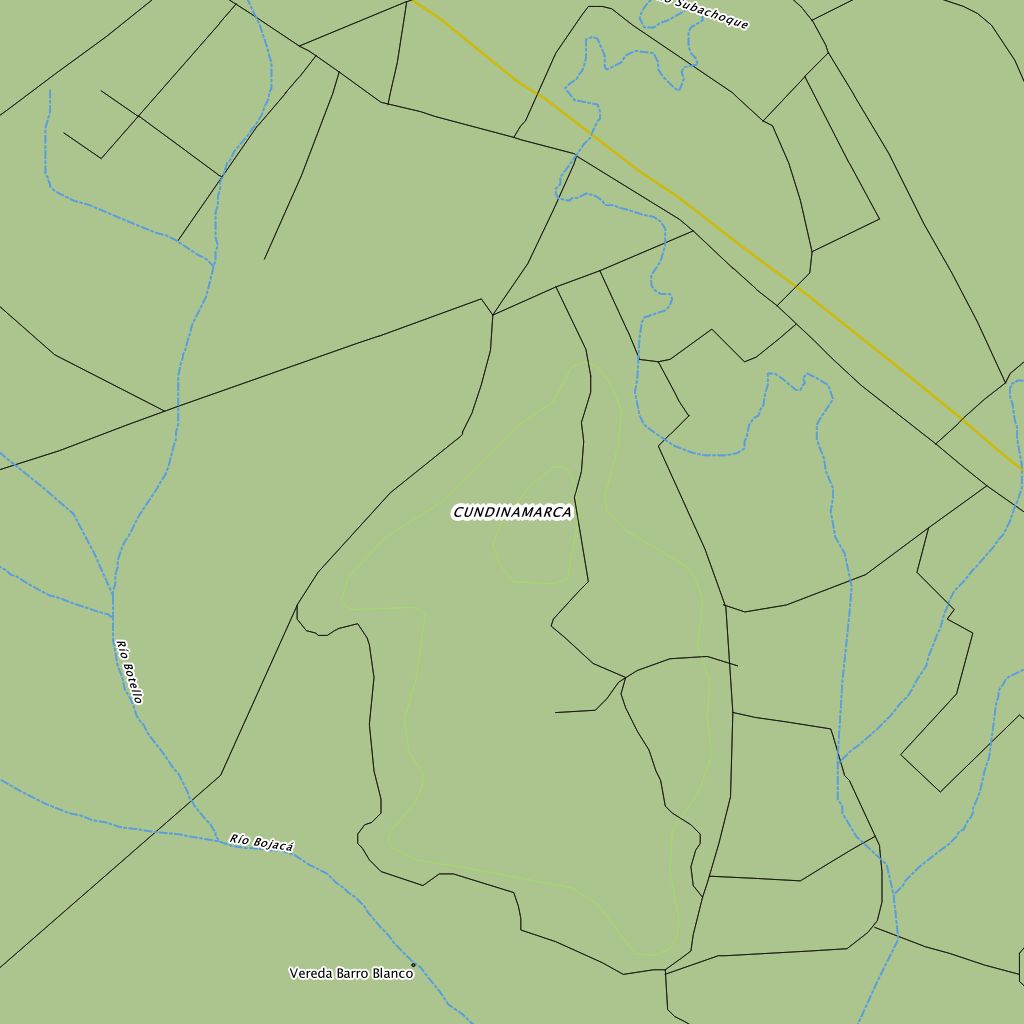 Subachoque
CUNDINAMARCA
Río Botello
Río Bojacá
Vereda Barro Blanco